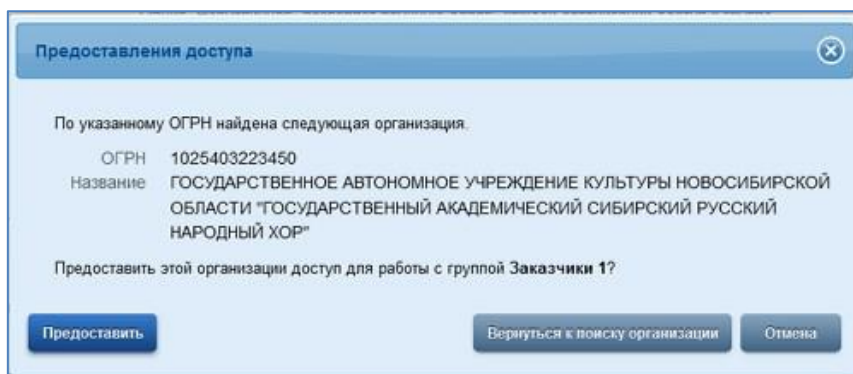 Предоставления доступа
По указанному ОГРН найдена следующая организация.
ОГРН 1025403223450
Название ГОСУДАРСТВЕННОЕ АВТОНОМНОЕ УЧРЕЖДЕНИЕ КУЛЬТУРЫ НОВОСИБИРСКОЙ
ОБЛАСТИ "ГОСУДАРСТВЕННЫЙ АКАДЕМИЧЕСКИЙ СИБИРСКИЙ РУССКИЙ
НАРОДНЫЙ ХОР"
Предоставить этой организации доступ для работы с группой Заказчики 1?
Предоставить Вернуться к поиску организации Отмена